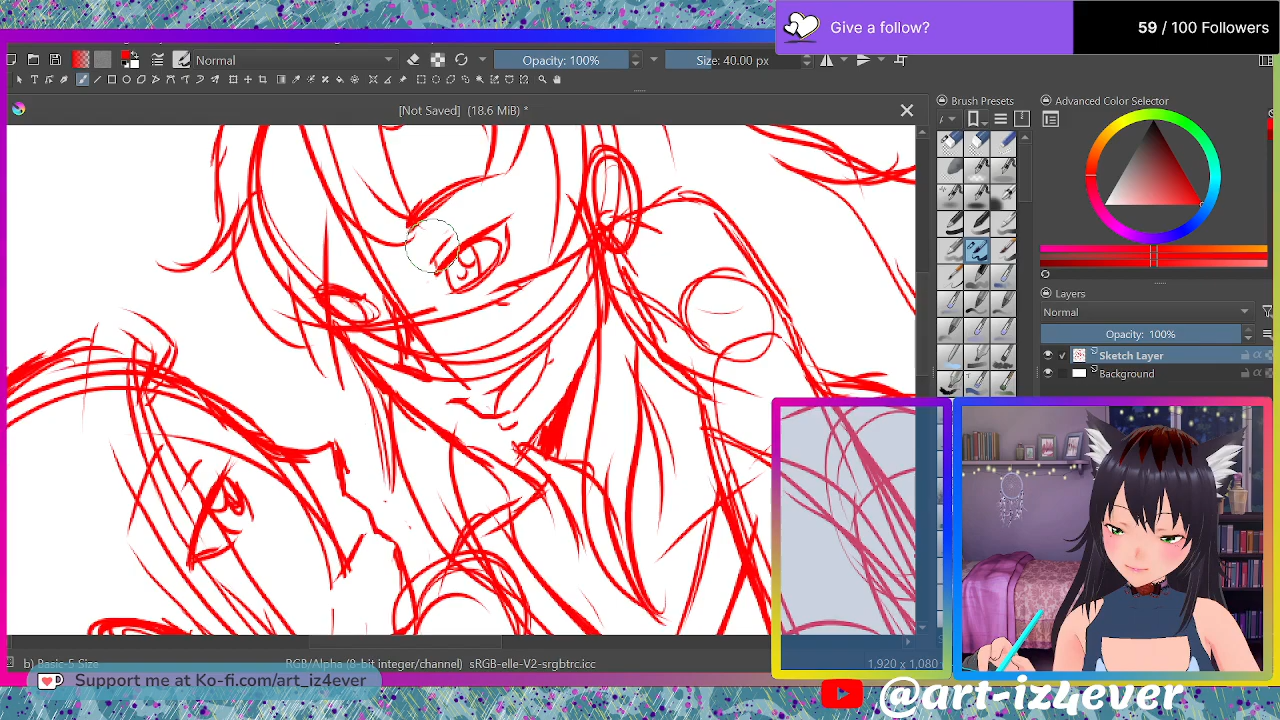 Give a follow?
59 / 100 Followers
Normal
Opacity: 100%
Size: 40.00 px
[Not Saved] (18.6 MiB) *
Brush Presets
Advanced Color Selector
Layers
Normal
Opacity: 100%
Sketch Layer
Background
b) Basic-5 Size
RGB/Alpha (8-bit integer/channel) sRGB-elle-V2-srgbtrc.icc
1,920 x 1,080
Support me at Ko-fi.com/art_iz4ever
@art-iz4ever